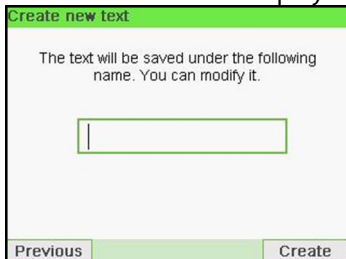 Create new text
The text will be saved under the following
name. You can modify it.
Previous
Create